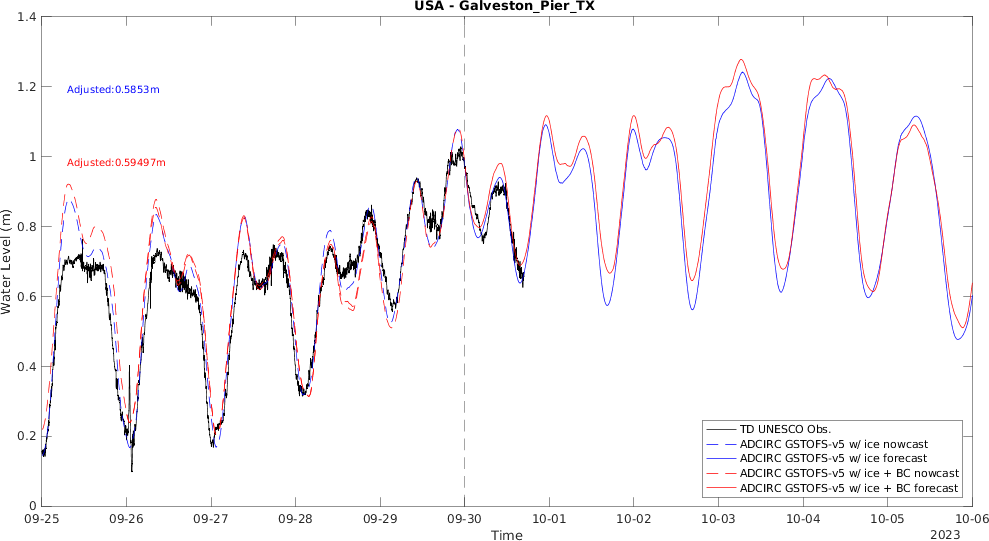 USA - Galveston_Pier_TX
1.4
1.2
1
0.8
0.6
0.4
0.2
0
Water Level (m)
Adjusted:0.5853m
Adjusted:0.59497m
TD UNESCO Obs.
ADCIRC GSTOFS-v5 w/ ice nowcast
ADCIRC GSTOFS-v5 w/ ice forecast
ADCIRC GSTOFS-v5 w/ ice + BC nowcast
ADCIRC GSTOFS-v5 w/ ice + BC forecast
09-25 09-26 09-27 09-28 09-29 09-30 10-01 10-02 10-03 10-04 10-05 10-06
Time
2023